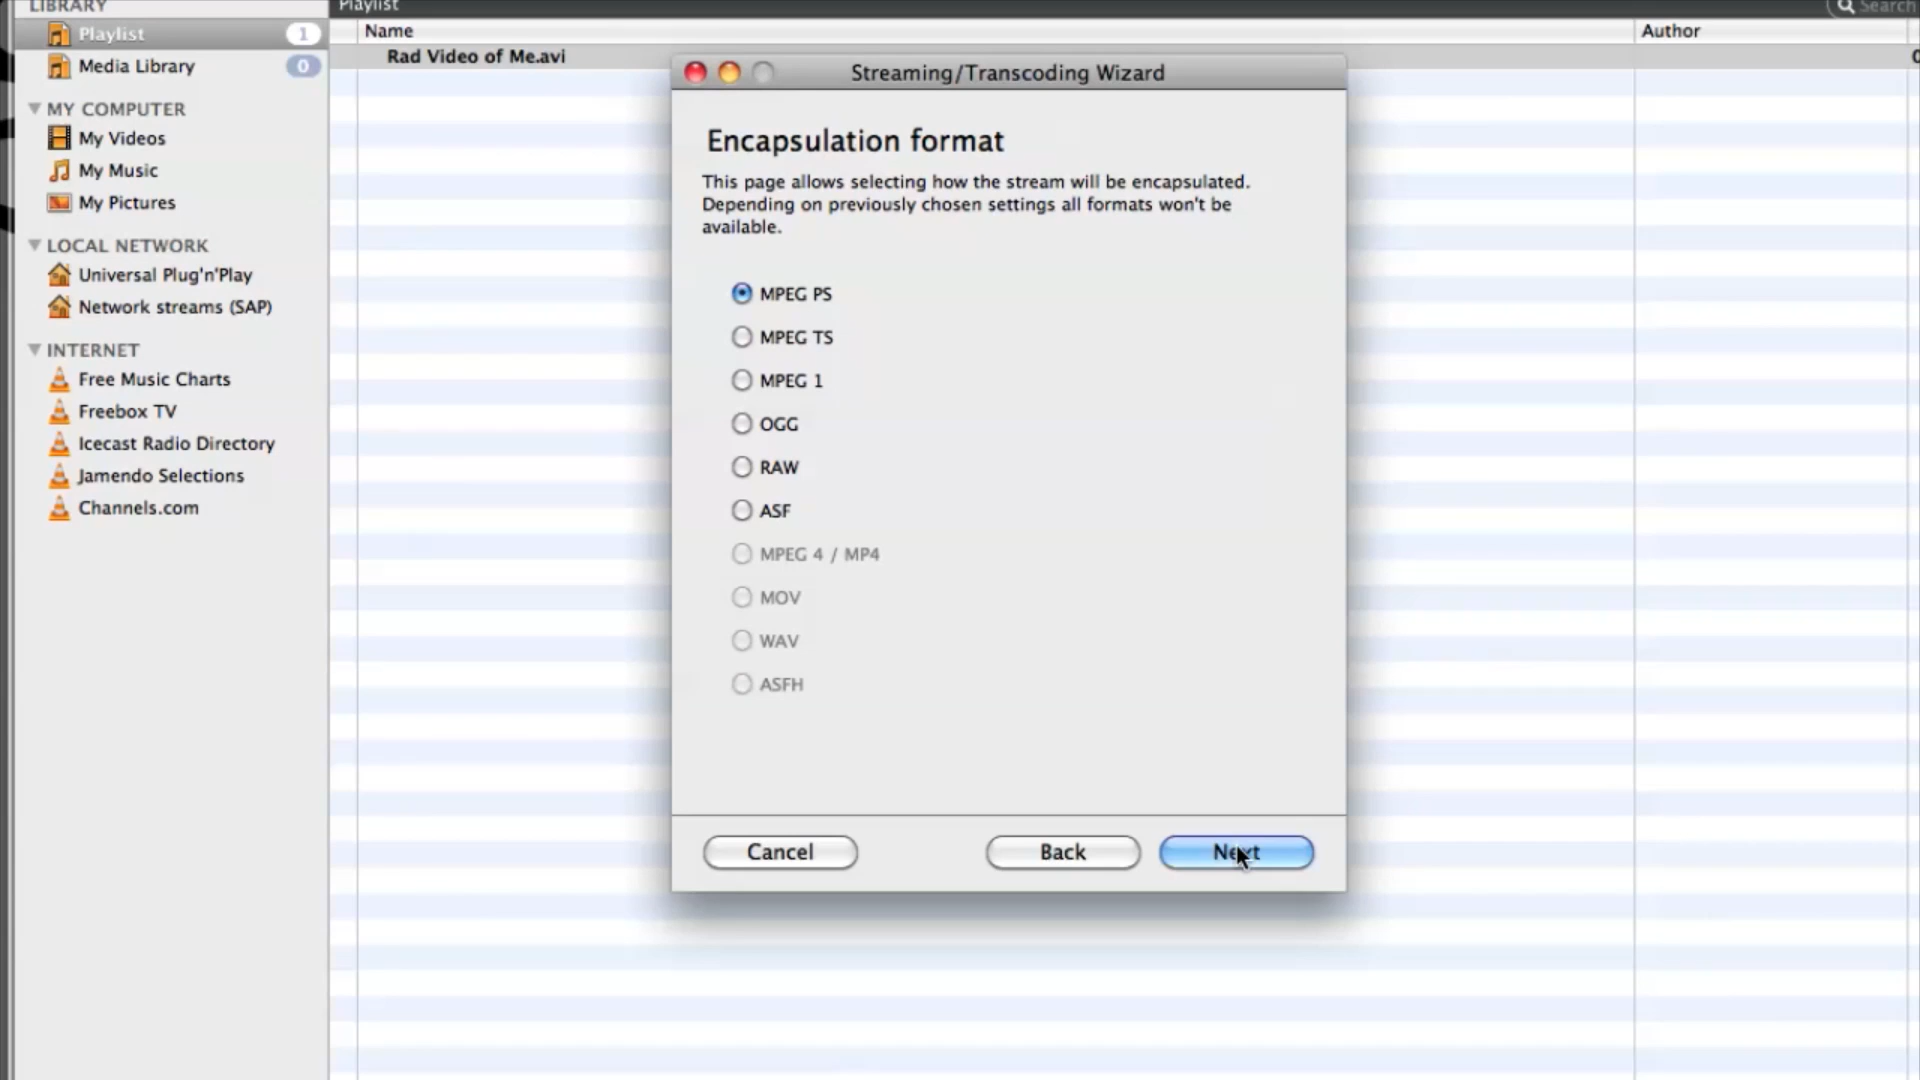 LIBRARY
Playlist 1
Media Library 0
MY COMPUTER
My Videos
My Music
My Pictures
LOCAL NETWORK
Universal Plug'n'Play
Network streams (SAP)
INTERNET
Free Music Charts
Freebox TV
Icecast Radio Directory
Jamendo Selections
Channels.com
Playlist
Search
Name
Author
Rad Video of Me.avi
Streaming/Transcoding Wizard
Encapsulation format
This page allows selecting how the stream will be encapsulated.
Depending on previously chosen settings all formats won't be
available.
MPEG PS
MPEG TS
MPEG 1
OGG
RAW
ASF
MPEG 4 / MP4
MOV
WAV
ASFH
Cancel
Back
Next